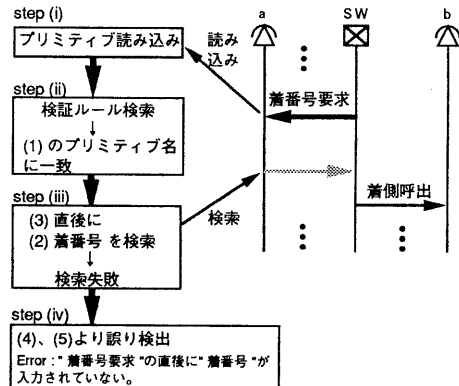 step (i)
プリミティブ読み込み
step (ii)
検証ルール検索
↓
(1) のプリミティブ名
に一致
step (iii)
(3) 直後に
(2) 着番号 を検索
↓
検索失敗
step (iv)
(4)、(5)より誤り検出
Error : " 着番号要求 "の直後に" 着番号 "が
入力されていない。
読み
込み
検索
a
SW
b
着番号要求
着側呼出